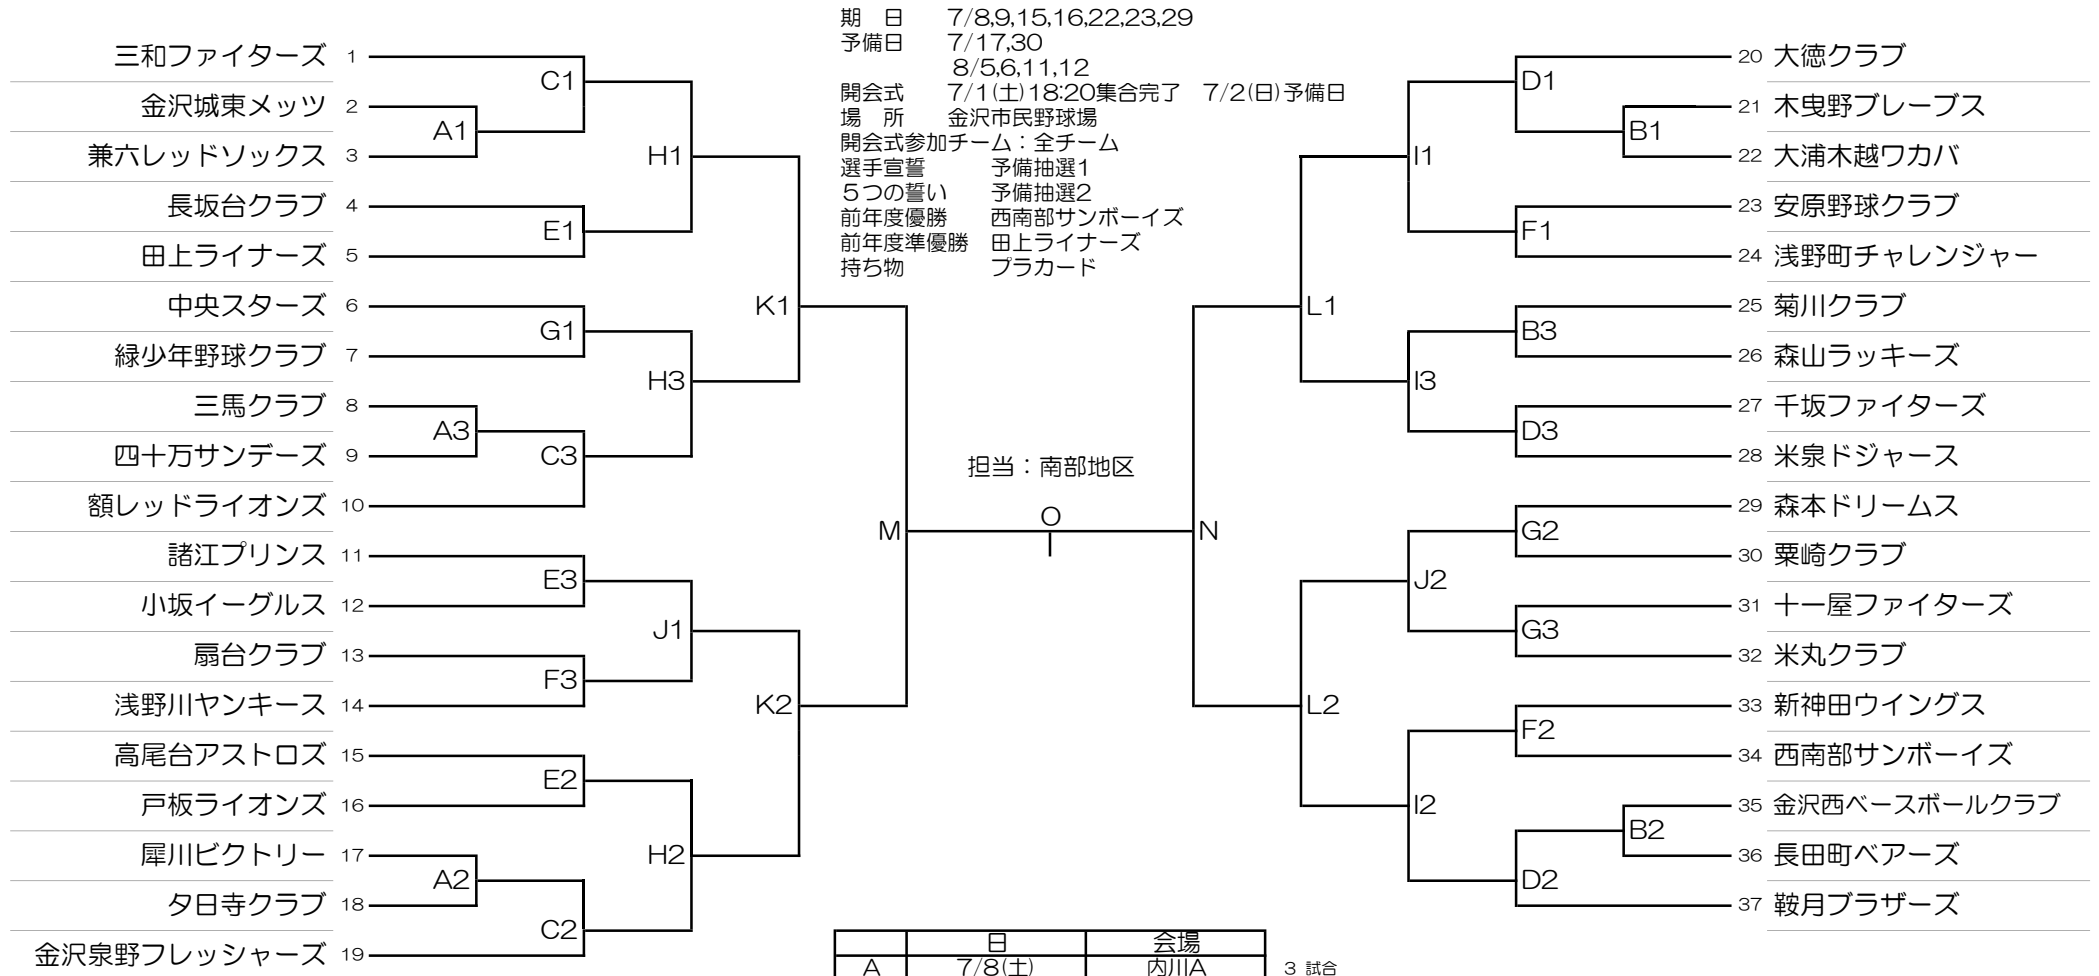 期　日　7/8,9,15,16,22,23,29
予備日　7/17,30
8/5,6,11,12
開会式　7/1(土)18:20集合完了　7/2(日)予備日
場　所　金沢市民野球場
開会式参加チーム：全チーム
選手宣誓　予備抽選1
５つの誓い　予備抽選2
前年度優勝　西南部サンボーイズ
前年度準優勝　田上ライナーズ
持ち物　プラカード
三和ファイターズ 1
金沢城東メッツ 2
兼六レッドソックス 3
長坂台クラブ 4
田上ライナーズ 5
中央スターズ 6
緑少年野球クラブ 7
三馬クラブ 8
四十万サンデーズ 9
額レッドライオンズ 10
諸江プリンス 11
小坂イーグルス 12
扇台クラブ 13
浅野川ヤンキース 14
高尾台アストロズ 15
戸板ライオンズ 16
犀川ビクトリー 17
夕日寺クラブ 18
金沢泉野フレッシャーズ 19
C1
A1
H1
E1
K1
G1
H3
A3
C3
M
E3
J1
F3
K2
E2
H2
A2
C2
担当：南部地区
O
N
D1
B1
I1
F1
L1
B3
I3
D3
G2
J2
G3
L2
F2
I2
B2
D2
20 大徳クラブ
21 木曳野ブレーブス
22 大浦木越ワカバ
23 安原野球クラブ
24 浅野町チャレンジャー
25 菊川クラブ
26 森山ラッキーズ
27 千坂ファイターズ
28 米泉ドジャース
29 森本ドリームス
30 粟崎クラブ
31 十一屋ファイターズ
32 米丸クラブ
33 新神田ウイングス
34 西南部サンボーイズ
35 金沢西ベースボールクラブ
36 長田町ベアーズ
37 鞍月ブラザーズ
日 会場
A 7/8(土) 内川A 3 試合